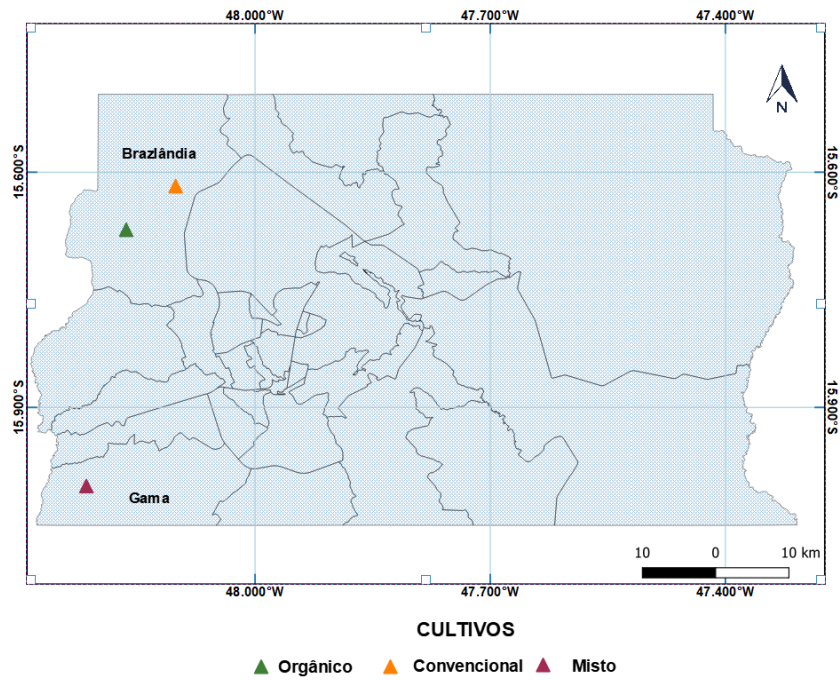 48.000°W 47.700°W 47.400°W
N
Brazlândia
15.600°S 15.600°S
15.900°S 15.900°S
Gama
10 0 10 km
48.000°W 47.700°W 47.400°W
CULTIVOS
Orgânico Convencional Misto